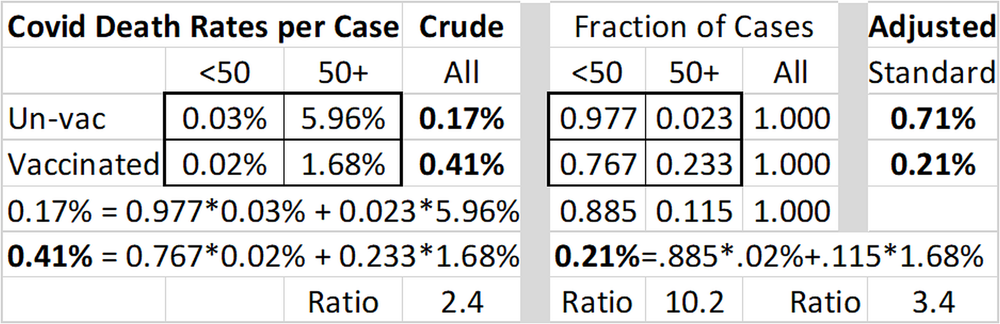 Covid Death Rates per Case Crude Fraction of Cases Adjusted
<50 50+ All <50 50+ All Standard
Un-vac 0.03% 5.96% 0.17% 0.977 0.023 1.000 0.71%
Vaccinated 0.02% 1.68% 0.41% 0.767 0.233 1.000 0.21%
0.17% = 0.977*0.03% + 0.023*5.96% 0.885 0.115 1.000
0.41% = 0.767*0.02% + 0.233*1.68% 0.21%=.885*.02%+.115*1.68%
Ratio 2.4 Ratio 10.2 Ratio 3.4